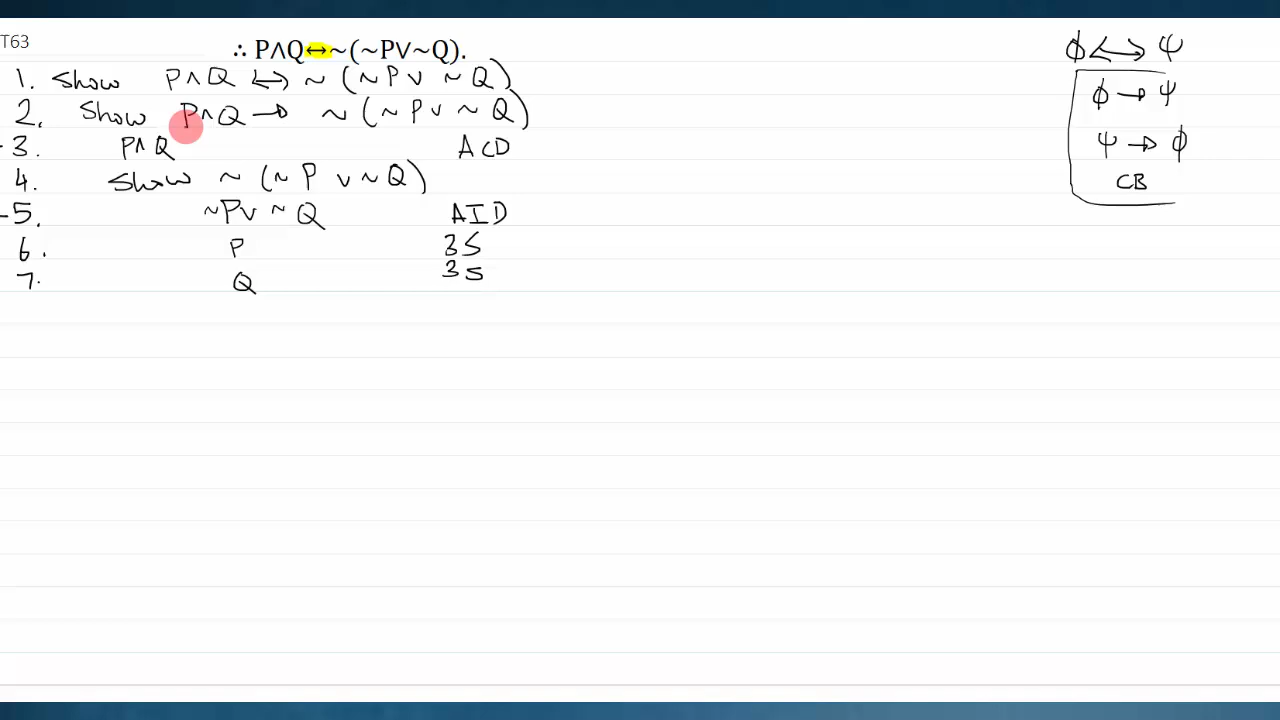 T63
∴ P∧Q↔~(~P∨~Q).
1. Show P∧Q ↔ ~(~P ∨ ~Q)
2. Show P∧Q → ~(~P ∨ ~Q)
3. P∧Q ACD
4. Show ~(~P ∨ ~Q)
5. ~P∨ ~Q AID
6. P 3S
7. Q 3S
ϕ ↔ ψ
ϕ → ψ
ψ → ϕ
CB